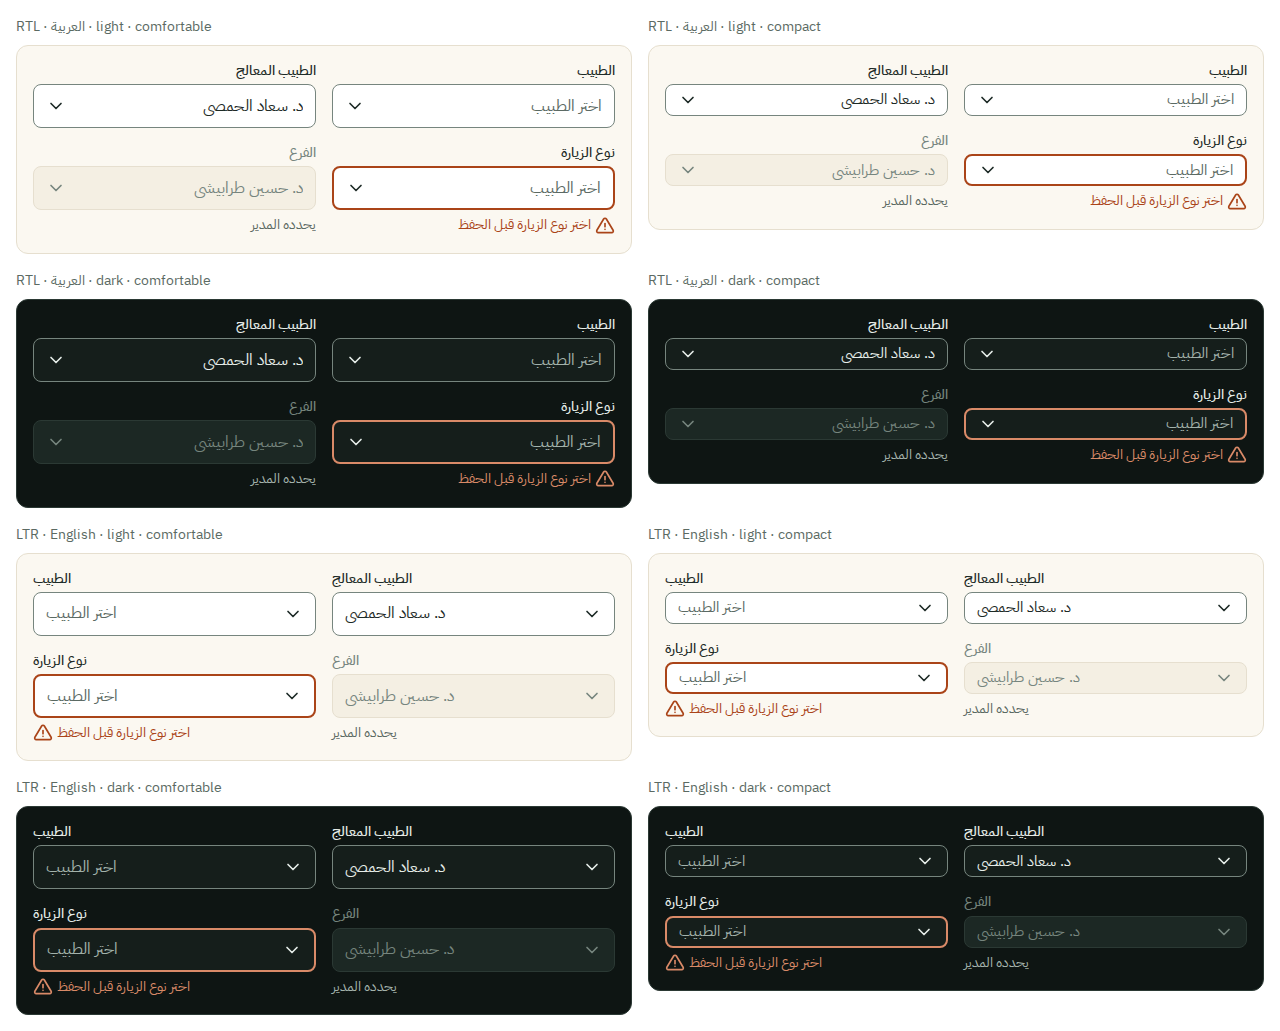 RTL · العربية · light · comfortable
الطبيب
الطبيب المعالج
اختر الطبيب
د. سعاد الحمصي
نوع الزيارة
الفرع
اختر الطبيب
د. حسين طرابيشي
اختر نوع الزيارة قبل الحفظ
يحدده المدير
RTL · العربية · light · compact
الطبيب
الطبيب المعالج
اختر الطبيب
د. سعاد الحمصي
نوع الزيارة
الفرع
اختر الطبيب
د. حسين طرابيشي
اختر نوع الزيارة قبل الحفظ
يحدده المدير
RTL · العربية · dark · comfortable
الطبيب
الطبيب المعالج
اختر الطبيب
د. سعاد الحمصي
نوع الزيارة
الفرع
اختر الطبيب
د. حسين طرابيشي
اختر نوع الزيارة قبل الحفظ
يحدده المدير
RTL · العربية · dark · compact
الطبيب
الطبيب المعالج
اختر الطبيب
د. سعاد الحمصي
نوع الزيارة
الفرع
اختر الطبيب
د. حسين طرابيشي
اختر نوع الزيارة قبل الحفظ
يحدده المدير
LTR · English · light · comfortable
الطبيب
الطبيب المعالج
اختر الطبيب
د. سعاد الحمصي
نوع الزيارة
الفرع
اختر الطبيب
د. حسين طرابيشي
اختر نوع الزيارة قبل الحفظ
يحدده المدير
LTR · English · light · compact
الطبيب
الطبيب المعالج
اختر الطبيب
د. سعاد الحمصي
نوع الزيارة
الفرع
اختر الطبيب
د. حسين طرابيشي
اختر نوع الزيارة قبل الحفظ
يحدده المدير
LTR · English · dark · comfortable
الطبيب
الطبيب المعالج
اختر الطبيب
د. سعاد الحمصي
نوع الزيارة
الفرع
اختر الطبيب
د. حسين طرابيشي
اختر نوع الزيارة قبل الحفظ
يحدده المدير
LTR · English · dark · compact
الطبيب
الطبيب المعالج
اختر الطبيب
د. سعاد الحمصي
نوع الزيارة
الفرع
اختر الطبيب
د. حسين طرابيشي
اختر نوع الزيارة قبل الحفظ
يحدده المدير